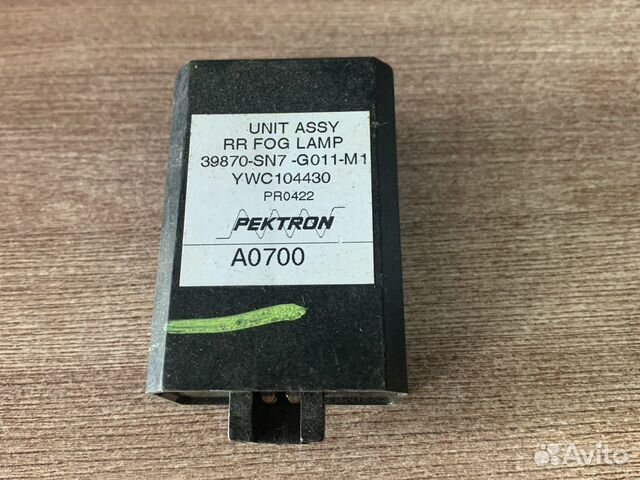 UNIT ASSY
RR FOG LAMP
39870-SN7 -G011-M1
YWC104430
PR0422
PEKTRON
A0700
Avito